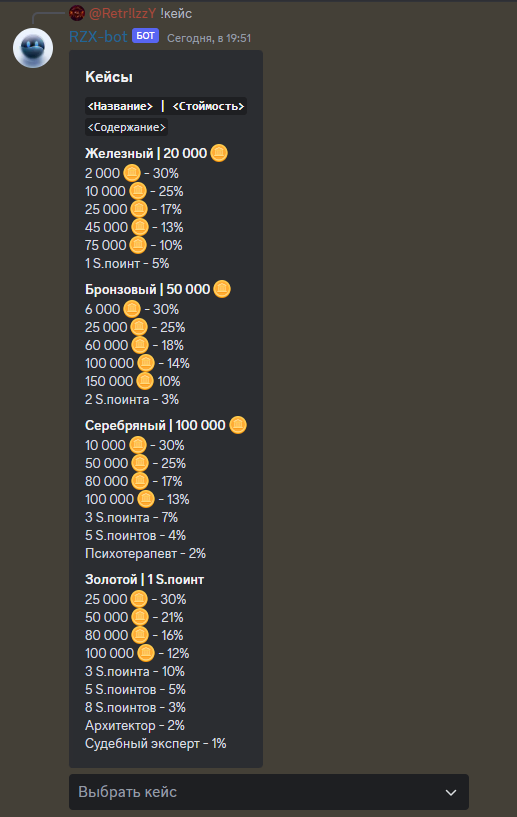 @Retr!lzzY !кейс
RZX-bot БОТ Сегодня, в 19:51
Кейсы
<Название> | <Стоймость>
<Содержание>
Железный | 20 000
2 000 - 30%
10 000 - 25%
25 000 - 17%
45 000 - 13%
75 000 - 10%
1 S.поинт - 5%
Бронзовый | 50 000
6 000 - 30%
25 000 - 25%
60 000 - 18%
100 000 - 14%
150 000 10%
2 S.поинта - 3%
Серебряный | 100 000
10 000 - 30%
50 000 - 25%
80 000 - 17%
100 000 - 13%
3 S.поинта - 7%
5 S.поинтов - 4%
Психотерапевт - 2%
Золотой | 1 S.поинт
25 000 - 30%
50 000 - 21%
80 000 - 16%
100 000 - 12%
3 S.поинта - 10%
5 S.поинтов - 5%
8 S.поинтов - 3%
Архитектор - 2%
Судебный эксперт - 1%
Выбрать кейс